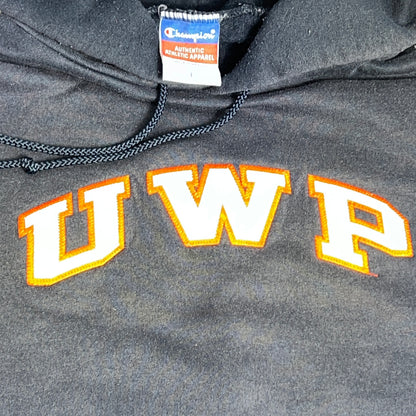 Champion
AUTHENTIC
ATHLETIC APPAREL
L
UWP